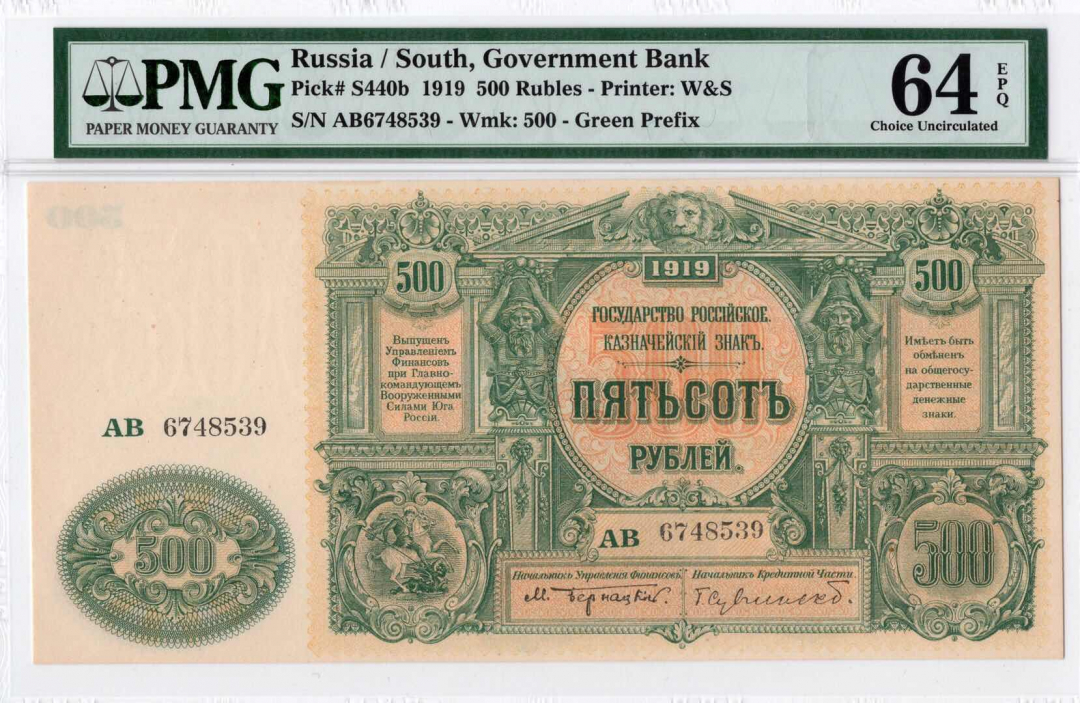 PMG
PAPER MONEY GUARANTY
Russia / South, Government Bank
Pick# S440b 1919 500 Rubles - Printer: W&S
S/N AB6748539 - Wmk: 500 - Green Prefix
64
EPQ
Choice Uncirculated
500
500
500
1919
ГОСУДАРСТВО РОССІЙСКОЕ.
КАЗНАЧЕЙСКІЙ ЗНАКЪ.
ПЯТЬСОТЪ
РУБЛЕЙ.
Выпущенъ
Управленіемъ
Финансовъ
при Главно-
командующемъ
Вооруженными
Силами Юга
Россіи.
Имѣетъ быть
обмѣненъ
на общегосу-
дарственные
денежные
знаки.
АВ 6748539
500
АВ 6748539
500
Начальникъ Управленія Финансовъ
М. Бернацкій.
Начальникъ Кредитной Части.